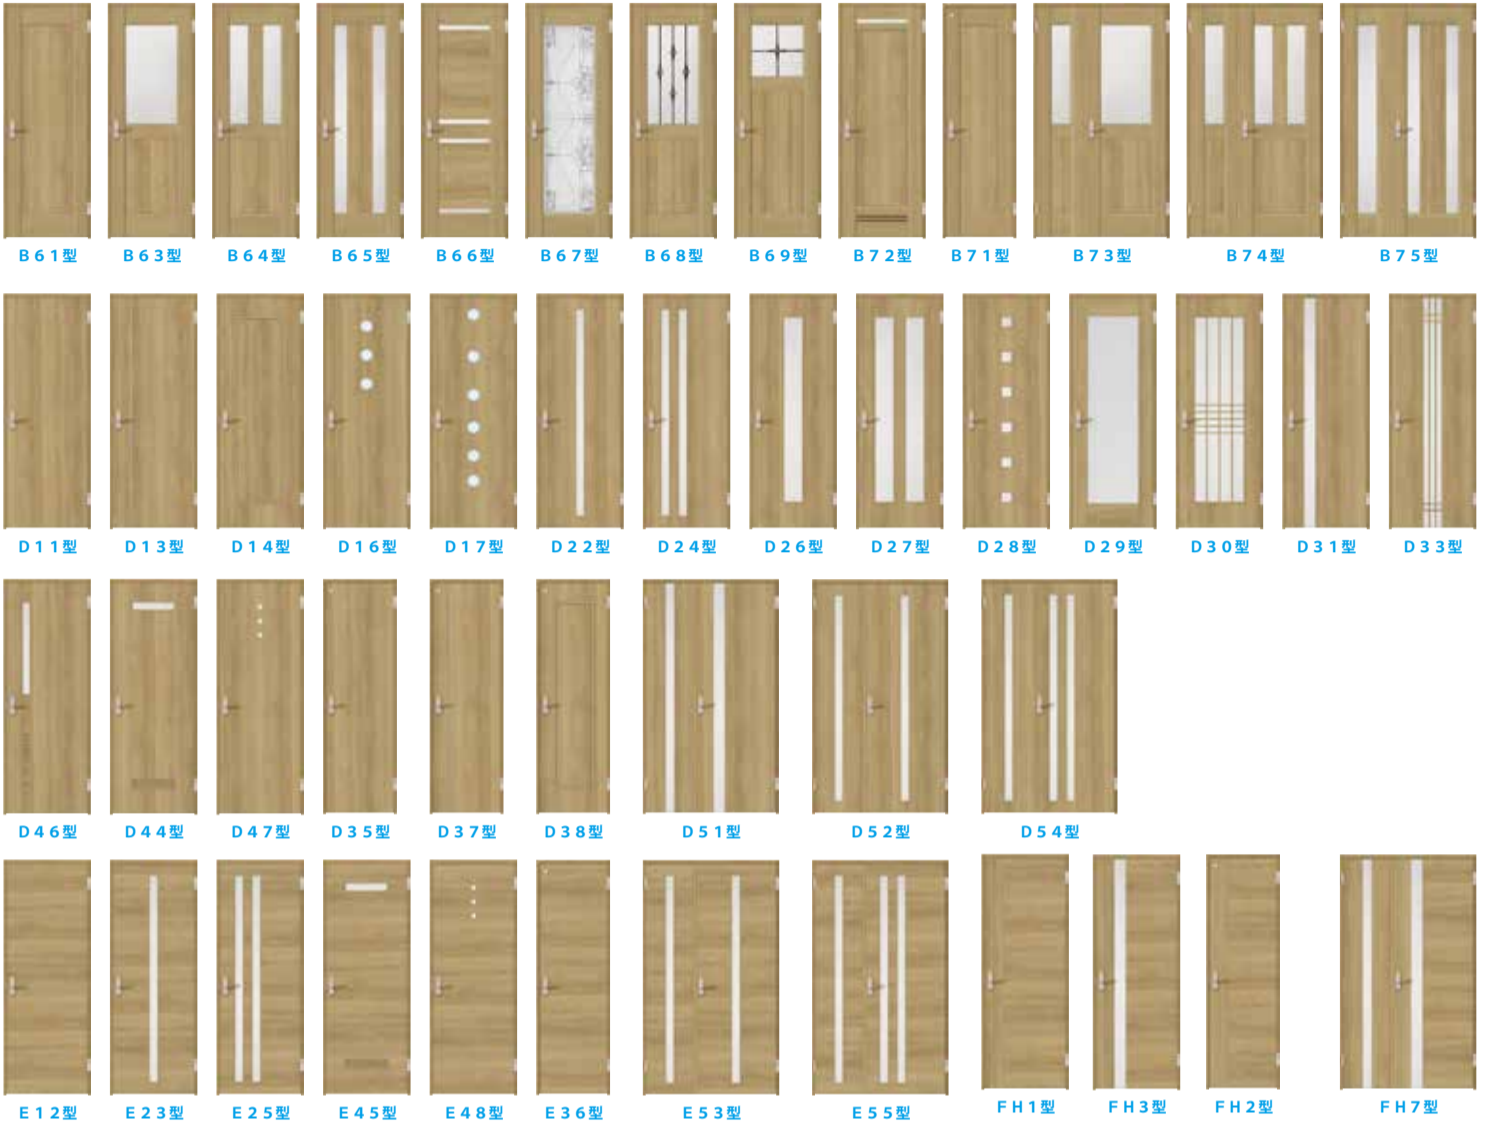 B61型 B63型 B64型 B65型 B66型 B67型 B68型 B69型 B72型 B71型 B73型 B74型 B75型
D11型 D13型 D14型 D16型 D17型 D22型 D24型 D26型 D27型 D28型 D29型 D30型 D31型 D33型
D46型 D44型 D47型 D35型 D37型 D38型 D51型 D52型 D54型
E12型 E23型 E25型 E45型 E48型 E36型 E53型 E55型 FH1型 FH3型 FH2型 FH7型